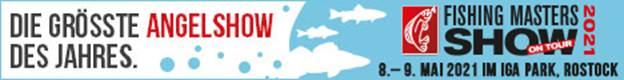 DIE GRÖSSTE ANGELSHOW
DES JAHRES.
FISHING MASTERS
SHOW
ON TOUR
2021
8.– 9. MAI 2021 IM IGA PARK, ROSTOCK